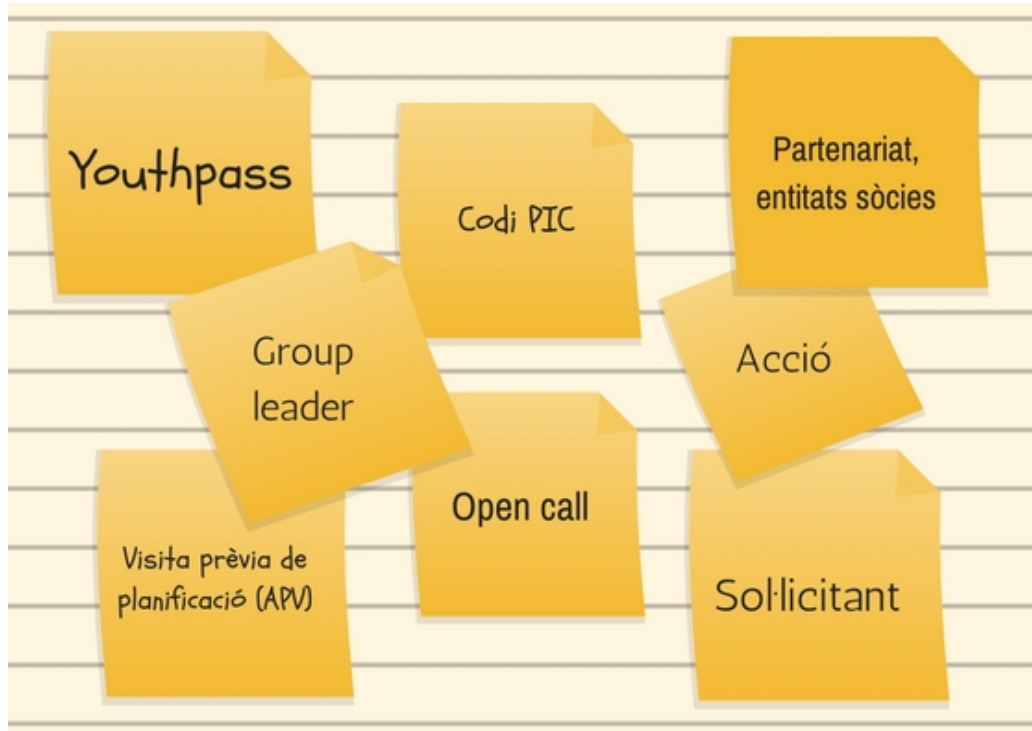 Youthpass
Codi PIC
Partenariat,
entitats sòcies
Group
leader
Acció
Visita prèvia de
planificació (APV)
Open call
Sol·licitant